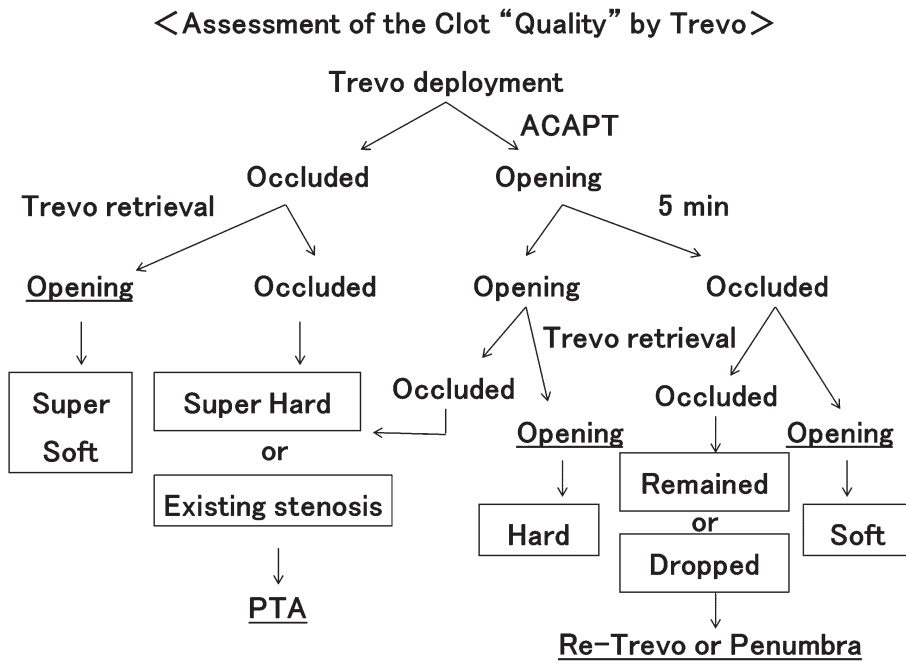 ＜Assessment of the Clot “Quality” by Trevo＞
Trevo deployment
ACAPT
Occluded
Opening
Trevo retrieval
5 min
Opening
Occluded
Opening
Occluded
Trevo retrieval
Occluded
Occluded
Super
Soft
Super Hard
or
Existing stenosis
PTA
Opening
Opening
Hard
Remained
or
Dropped
Soft
Re-Trevo or Penumbra